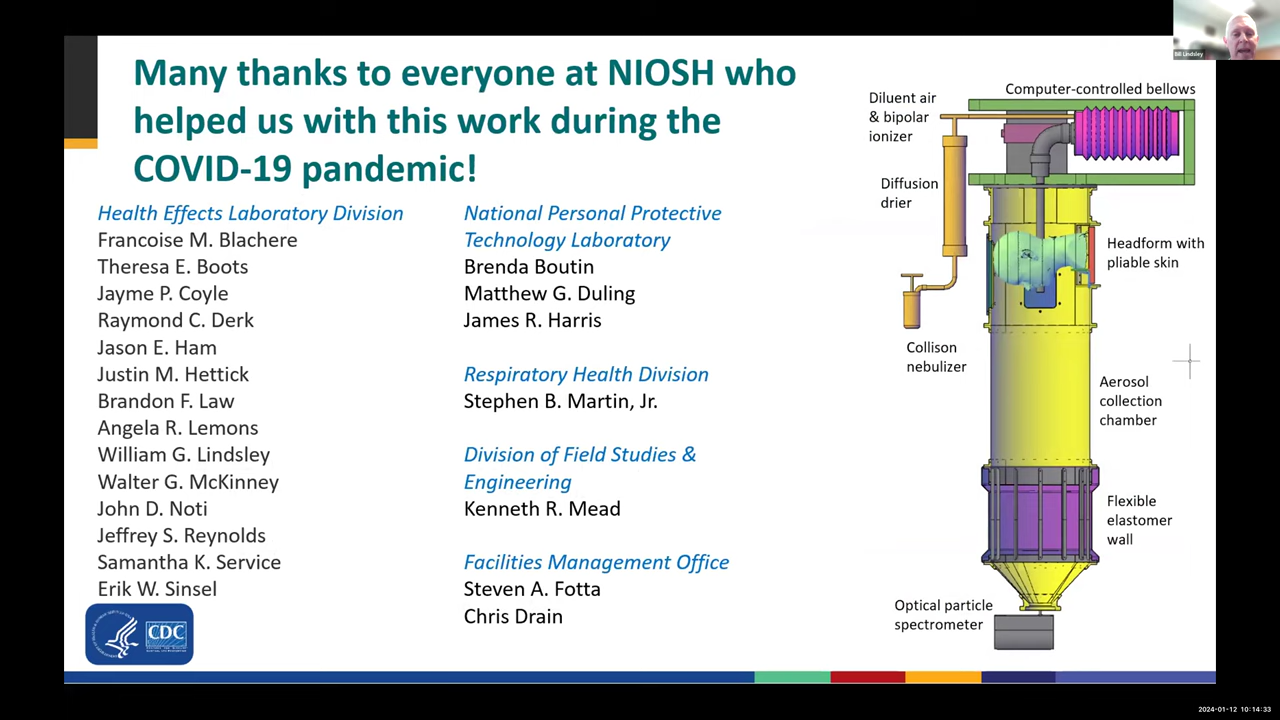 Many thanks to everyone at NIOSH who
helped us with this work during the
COVID-19 pandemic!
Health Effects Laboratory Division
Francoise M. Blachere
Theresa E. Boots
Jayme P. Coyle
Raymond C. Derk
Jason E. Ham
Justin M. Hettick
Brandon F. Law
Angela R. Lemons
William G. Lindsley
Walter G. McKinney
John D. Noti
Jeffrey S. Reynolds
Samantha K. Service
Erik W. Sinsel
National Personal Protective
Technology Laboratory
Brenda Boutin
Matthew G. Duling
James R. Harris
Respiratory Health Division
Stephen B. Martin, Jr.
Division of Field Studies &
Engineering
Kenneth R. Mead
Facilities Management Office
Steven A. Fotta
Chris Drain
Computer-controlled bellows
Diluent air
& bipolar
ionizer
Diffusion
drier
Headform with
pliable skin
Collison
nebulizer
Aerosol
collection
chamber
Flexible
elastomer
wall
Optical particle
spectrometer
CDC
Bill Lindsley
2024-01-12 10:14:33